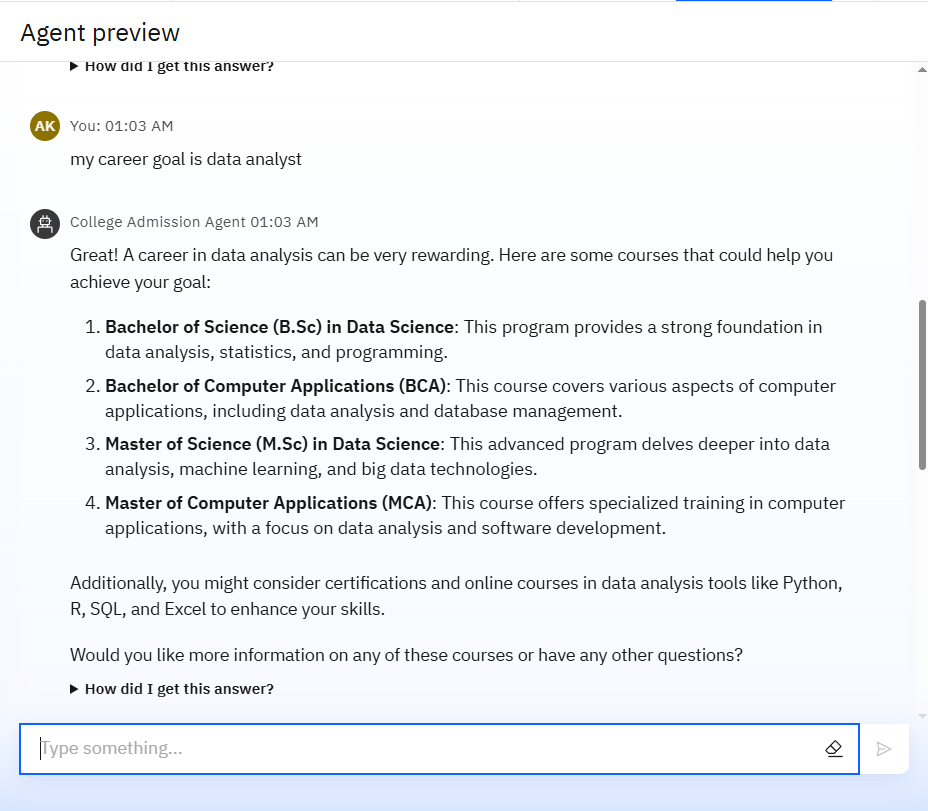 Agent preview
How did I get this answer?
AK You: 01:03 AM
my career goal is data analyst
College Admission Agent 01:03 AM
Great! A career in data analysis can be very rewarding. Here are some courses that could help you
achieve your goal:
1. Bachelor of Science (B.Sc) in Data Science: This program provides a strong foundation in
data analysis, statistics, and programming.
2. Bachelor of Computer Applications (BCA): This course covers various aspects of computer
applications, including data analysis and database management.
3. Master of Science (M.Sc) in Data Science: This advanced program delves deeper into data
analysis, machine learning, and big data technologies.
4. Master of Computer Applications (MCA): This course offers specialized training in computer
applications, with a focus on data analysis and software development.
Additionally, you might consider certifications and online courses in data analysis tools like Python,
R, SQL, and Excel to enhance your skills.
Would you like more information on any of these courses or have any other questions?
How did I get this answer?
Type something...